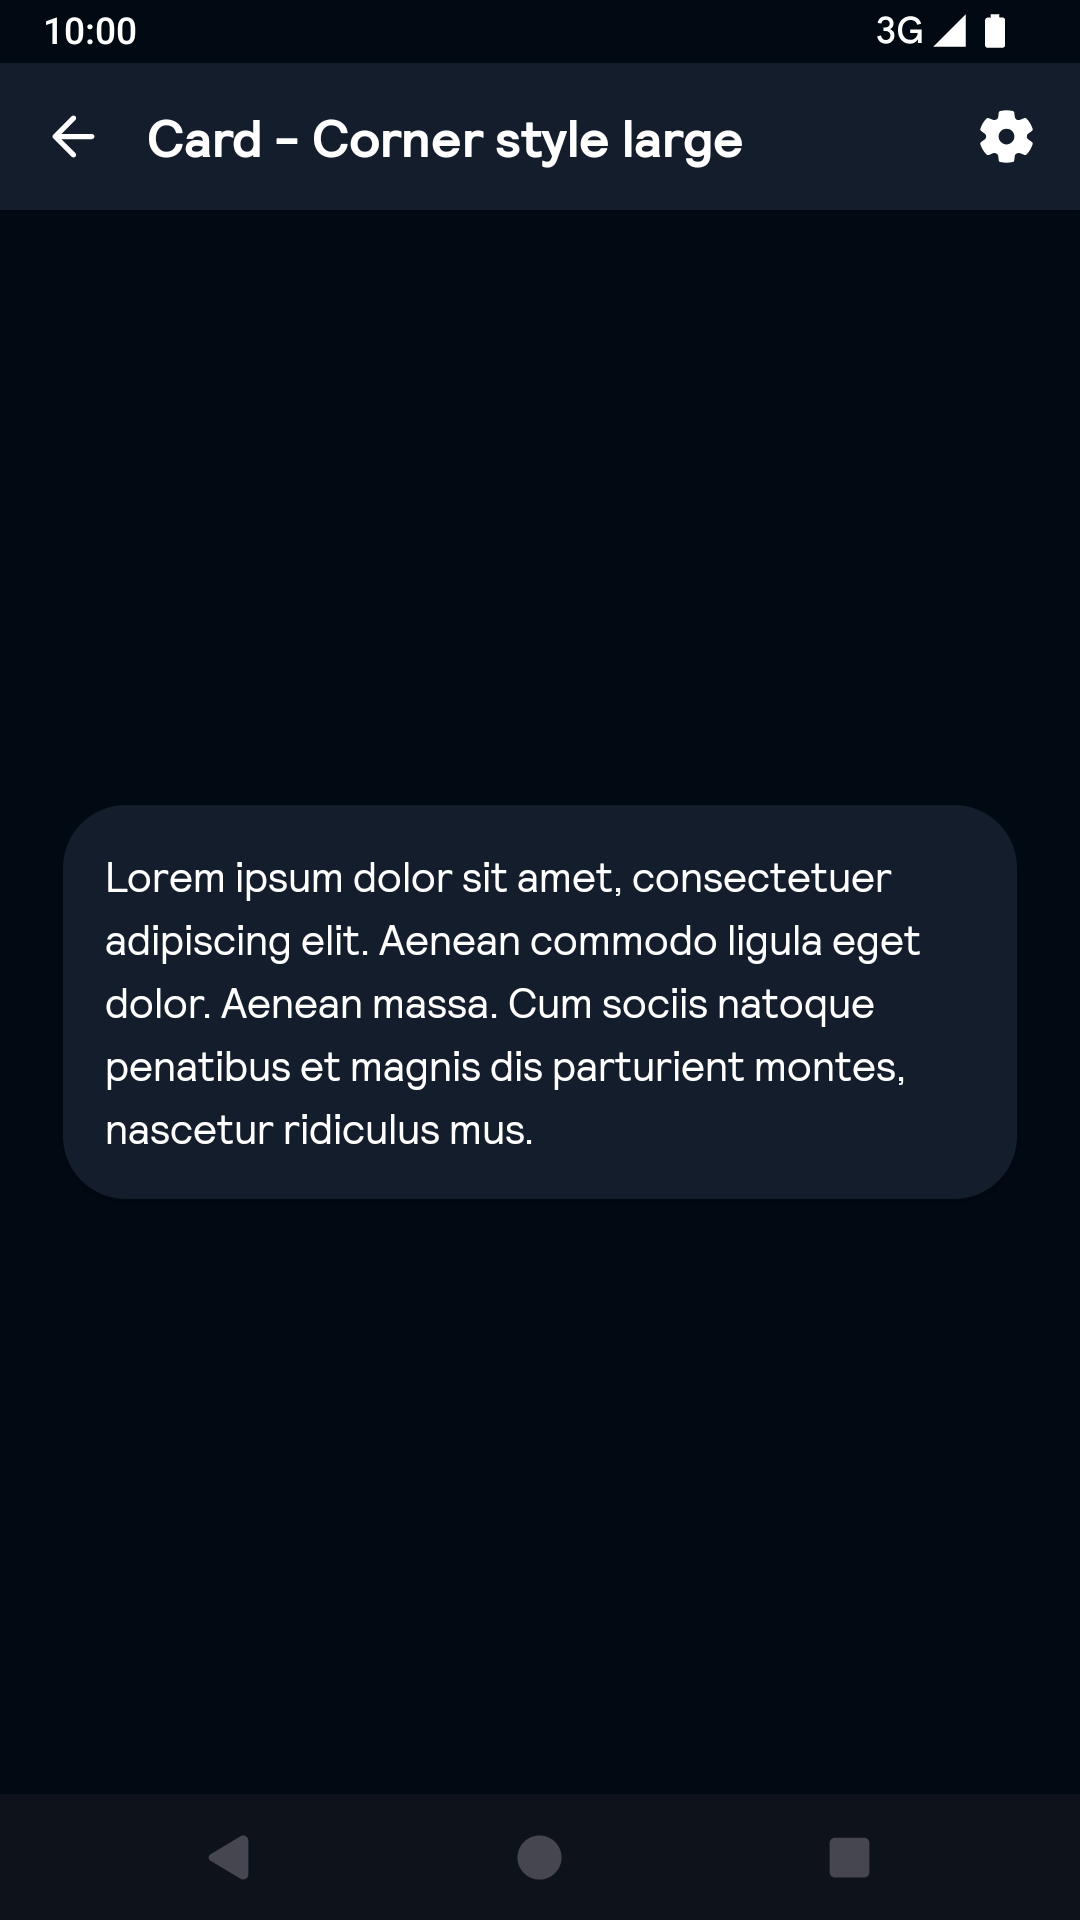 10:00
3G
Card - Corner style large
Lorem ipsum dolor sit amet, consectetuer
adipiscing elit. Aenean commodo ligula eget
dolor. Aenean massa. Cum sociis natoque
penatibus et magnis dis parturient montes,
nascetur ridiculus mus.